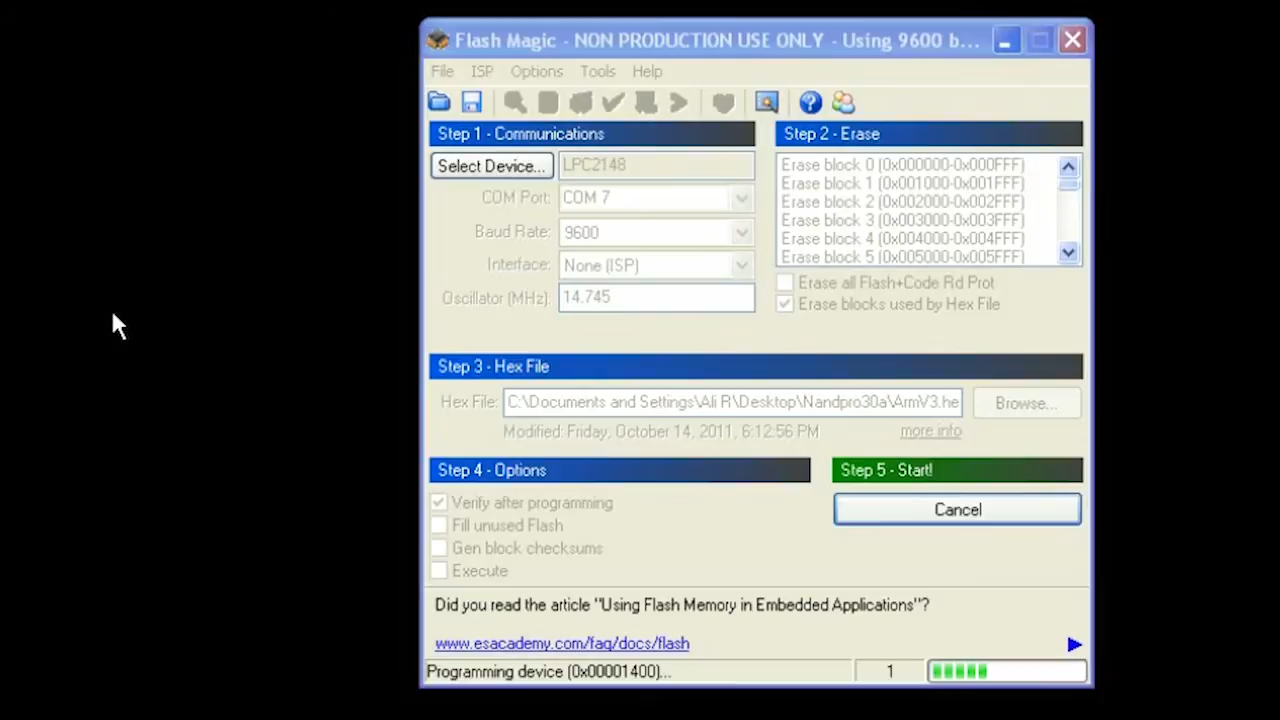 Flash Magic - NON PRODUCTION USE ONLY - Using 9600 b...
File ISP Options Tools Help
Step 1 - Communications
Select Device... LPC2148
COM Port: COM 7
Baud Rate: 9600
Interface: None (ISP)
Oscillator (MHz): 14.745
Step 2 - Erase
Erase block 0 (0x000000-0x000FFF)
Erase block 1 (0x001000-0x001FFF)
Erase block 2 (0x002000-0x002FFF)
Erase block 3 (0x003000-0x003FFF)
Erase block 4 (0x004000-0x004FFF)
Erase block 5 (0x005000-0x005FFF)
Erase all Flash+Code Rd Prot
Erase blocks used by Hex File
Step 3 - Hex File
Hex File: C:\Documents and Settings\Ali R\Desktop\Nandpro30a\ArmV3.he Browse...
Modified: Friday, October 14, 2011, 6:12:56 PM more info
Step 4 - Options
Verify after programming
Fill unused Flash
Gen block checksums
Execute
Step 5 - Start!
Cancel
Did you read the article "Using Flash Memory in Embedded Applications"?
www.esacademy.com/faq/docs/flash
Programming device (0x00001400)... 1